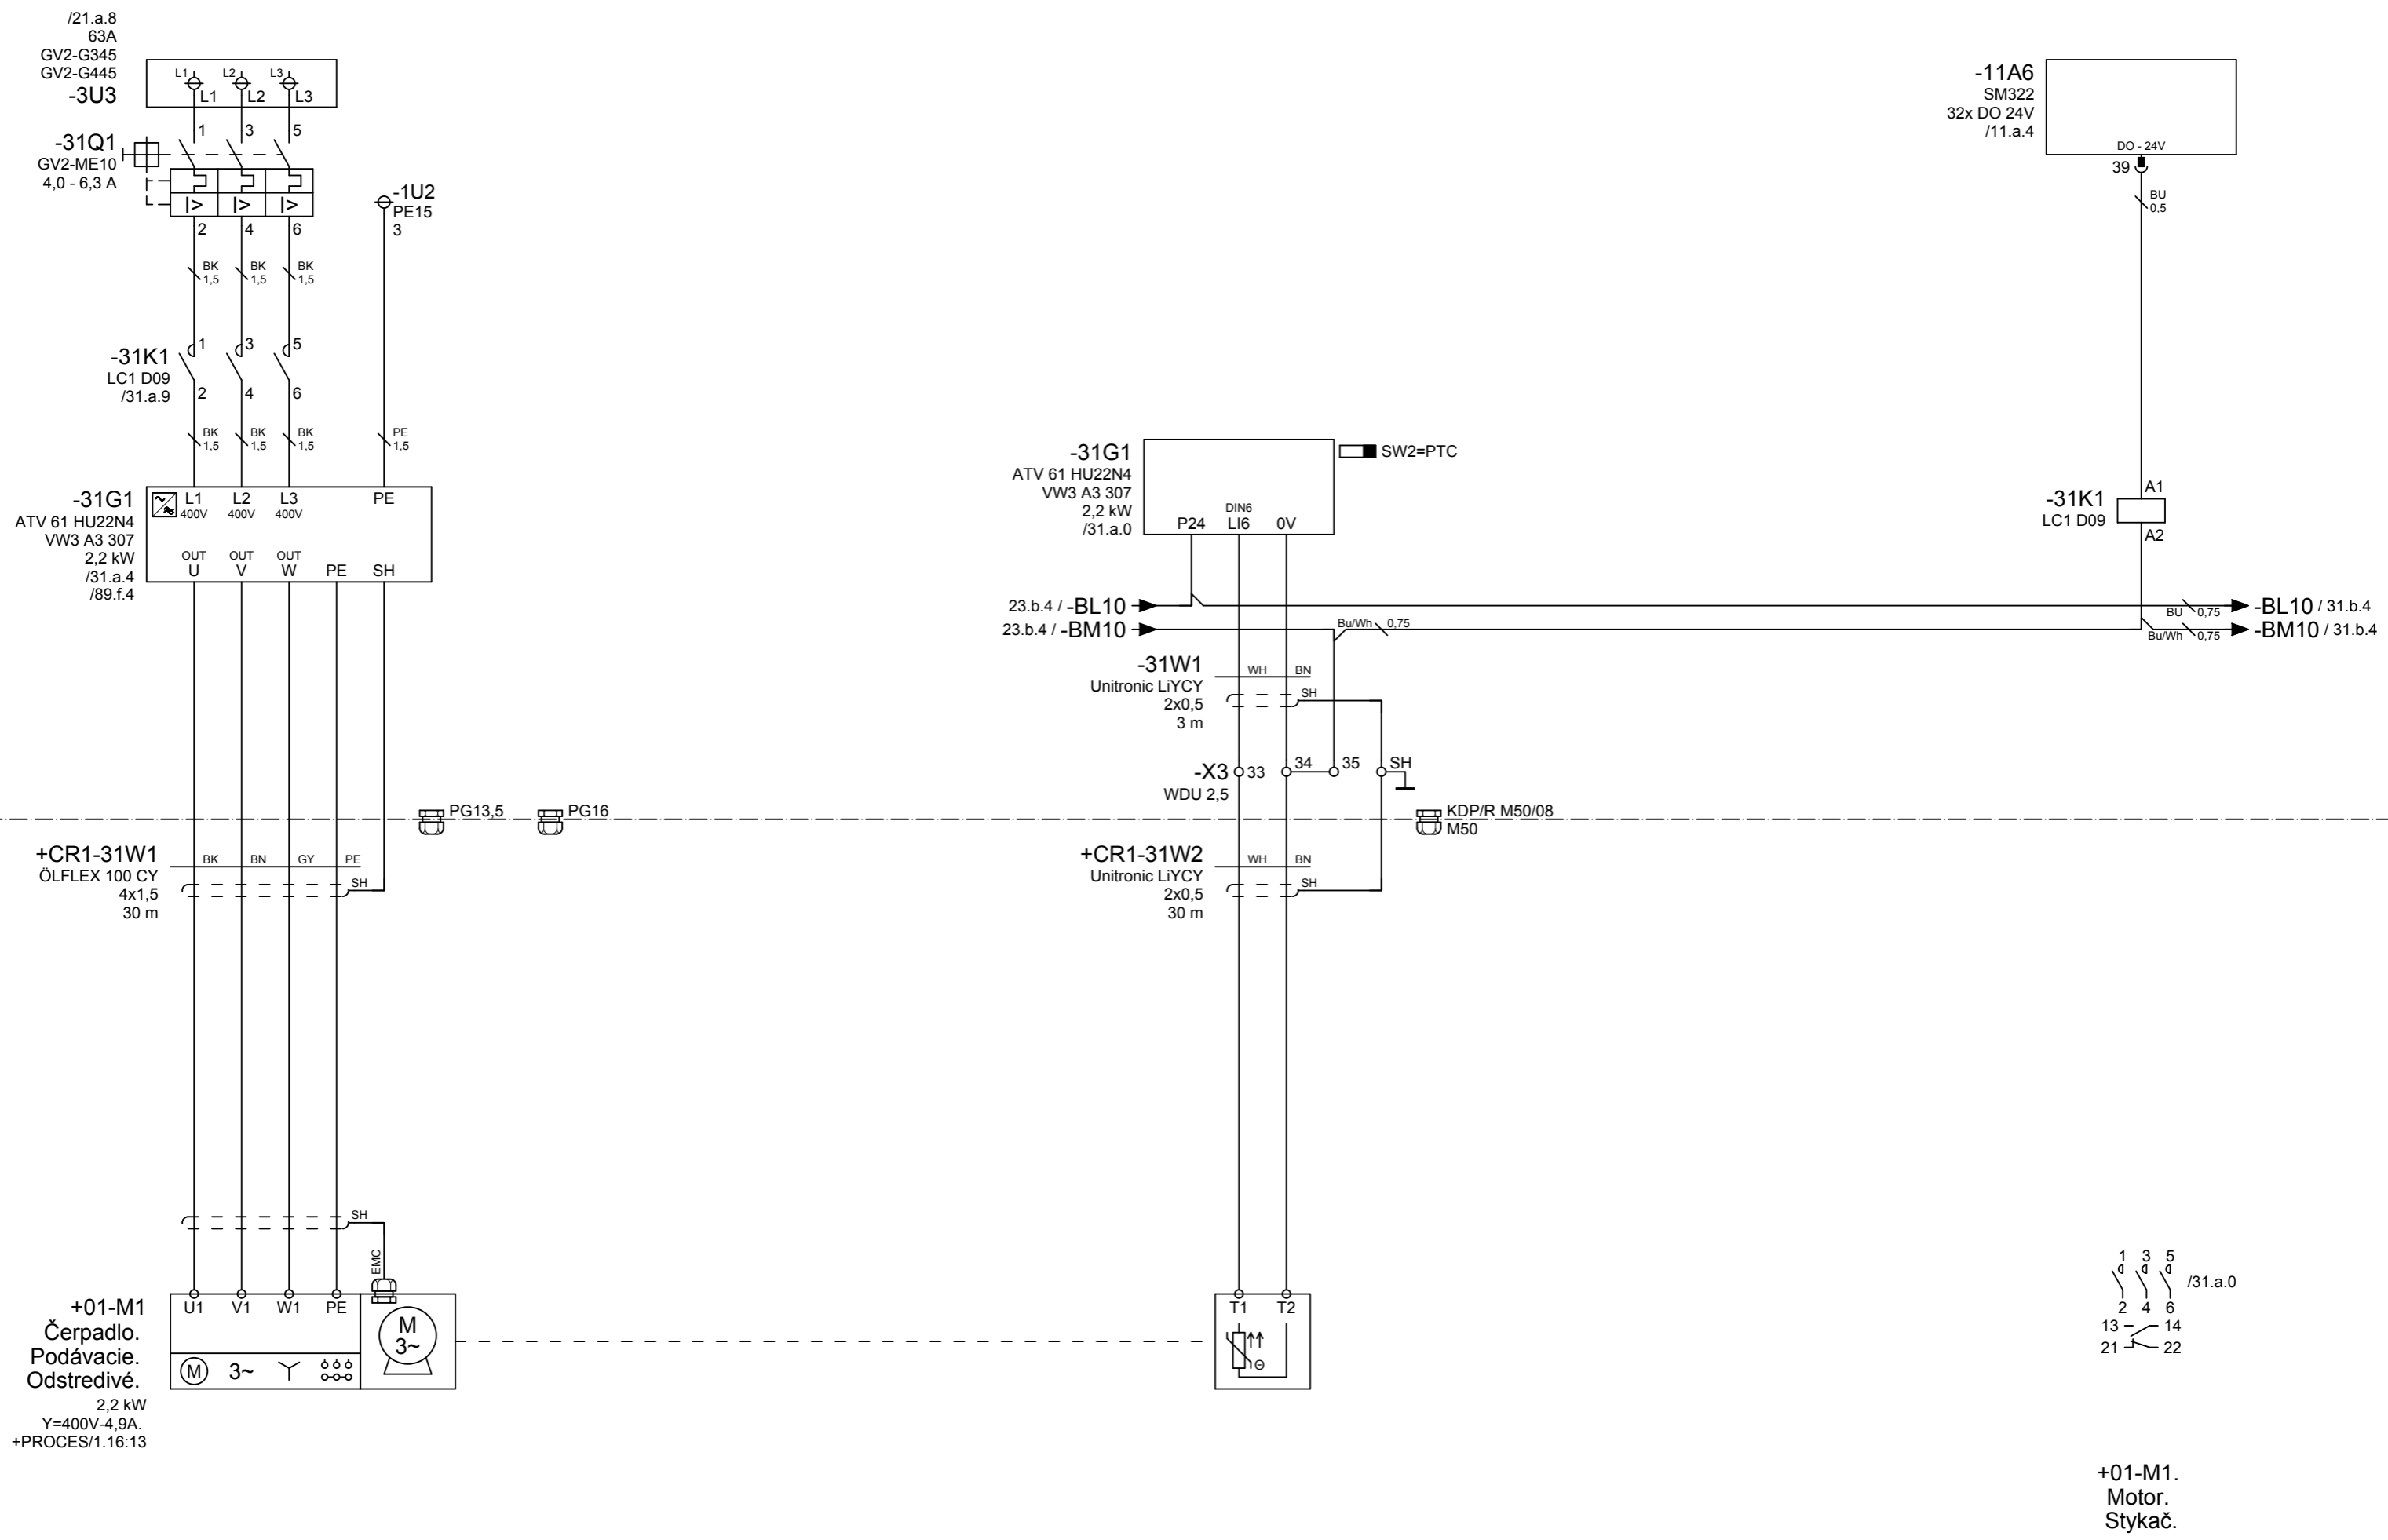 /21.a.8
63A
GV2-G345
GV2-G445
-3U3
L1 L2 L3
L1 L2 L3
1 3 5
-31Q1
GV2-ME10
4,0 - 6,3 A
I> I> I>
2 4 6
-1U2
PE15
3
BK BK BK
1,5 1,5 1,5
1 3 5
-31K1
LC1 D09
/31.a.9
2 4 6
BK BK BK PE
1,5 1,5 1,5 1,5
-31G1
ATV 61 HU22N4
VW3 A3 307
2,2 kW
/31.a.4
/89.f.4
L1 L2 L3 PE
400V 400V 400V
OUT OUT OUT
U V W PE SH
PG13,5
PG16
+CR1-31W1
ÖLFLEX 100 CY
4x1,5
30 m
BK BN GY PE
SH
SH
EMC
+01-M1
Čerpadlo.
Podávacie.
Odstredivé.
2,2 kW
Y=400V-4,9A.
+PROCES/1.16:13
U1 V1 W1 PE
M
3~
M 3~
-31G1
ATV 61 HU22N4
VW3 A3 307
2,2 kW
/31.a.0
SW2=PTC
DIN6
P24 LI6 0V
23.b.4 / -BL10
23.b.4 / -BM10
Bu/Wh 0,75
-31W1
Unitronic LiYCY
2x0,5
3 m
WH BN
SH
-X3
WDU 2,5
33 34 35 SH
KDP/R M50/08
M50
+CR1-31W2
Unitronic LiYCY
2x0,5
30 m
WH BN
SH
T1 T2
Θ
-11A6
SM322
32x DO 24V
/11.a.4
DO - 24V
39
BU
0,5
-31K1
LC1 D09
A1
A2
BU 0,75
-BL10 / 31.b.4
Bu/Wh 0,75
-BM10 / 31.b.4
1 3 5
/31.a.0
2 4 6
13 14
21 22
+01-M1.
Motor.
Stykač.